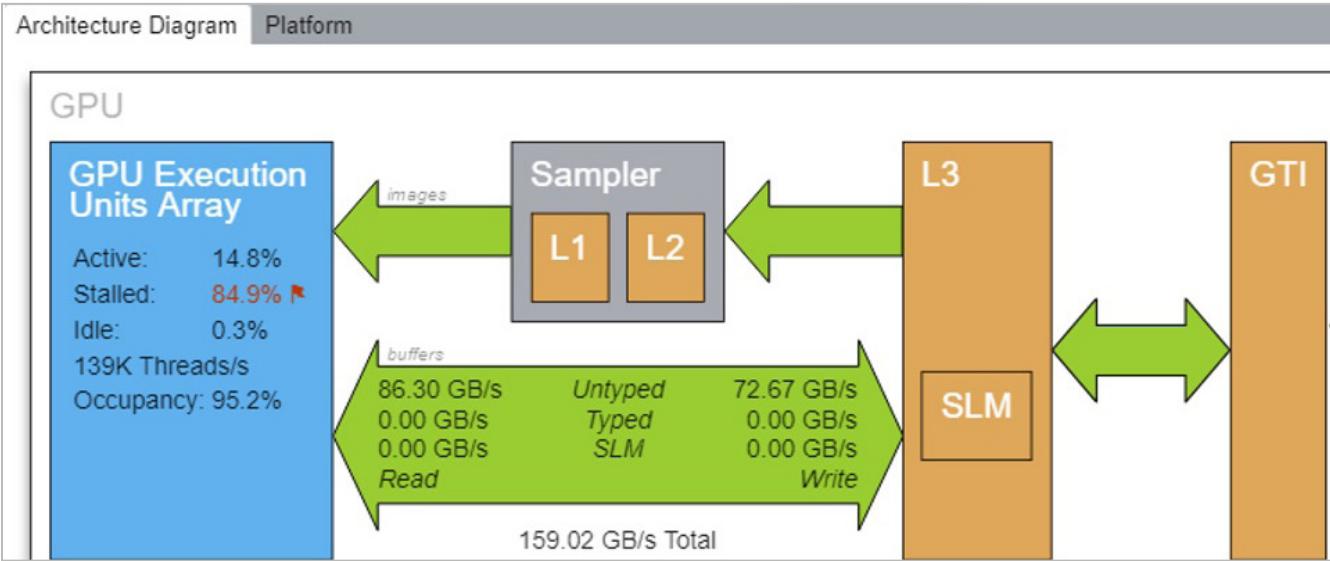 Architecture Diagram Platform
GPU
GPU Execution
Units Array
Active: 14.8%
Stalled: 84.9%
Idle: 0.3%
139K Threads/s
Occupancy: 95.2%
images
Sampler
L1 L2
buffers
86.30 GB/s Untyped 72.67 GB/s
0.00 GB/s Typed 0.00 GB/s
0.00 GB/s SLM 0.00 GB/s
Read Write
159.02 GB/s Total
L3
SLM
GTI